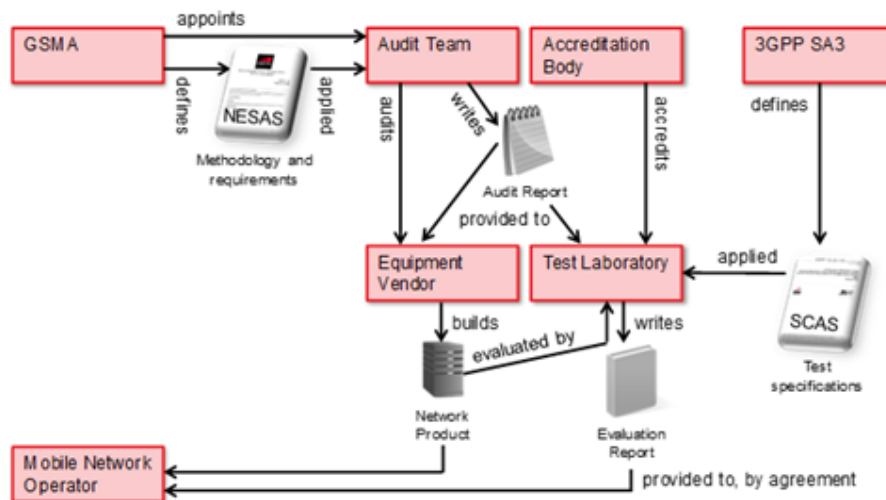 appoints
GSMA
Audit Team
Accreditation
Body
3GPP SA3
defines
NESAS
applied
audits
writes
accredits
defines
Methodology and
requirements
Audit Report
provided to
Equipment
Vendor
Test Laboratory
applied
SCAS
builds
evaluated by
writes
Test
specifications
Network
Product
Evaluation
Report
Mobile Network
Operator
provided to, by agreement